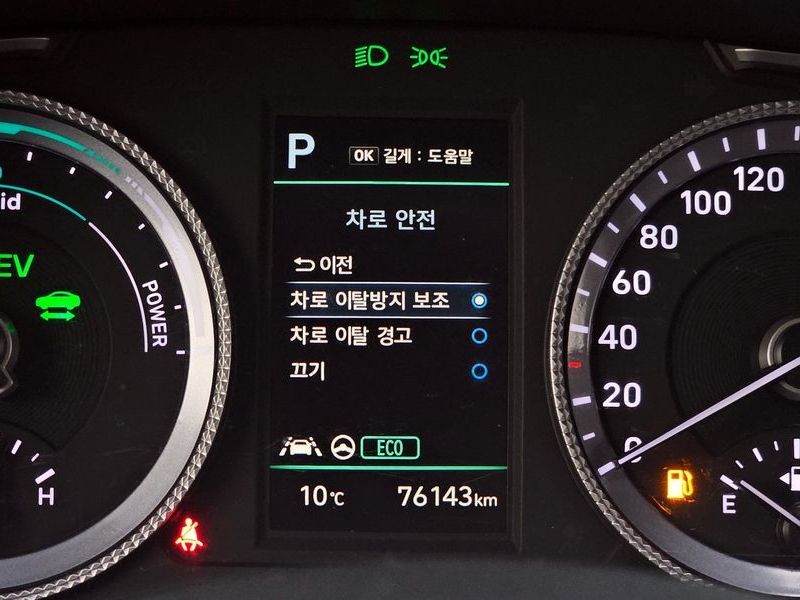 P OK 길게 : 도움말
차로 안전
이전
차로 이탈방지 보조
차로 이탈 경고
끄기
ECO
10℃ 76143km
id
EV
POWER
H
120
100
80
60
40
20
0
E